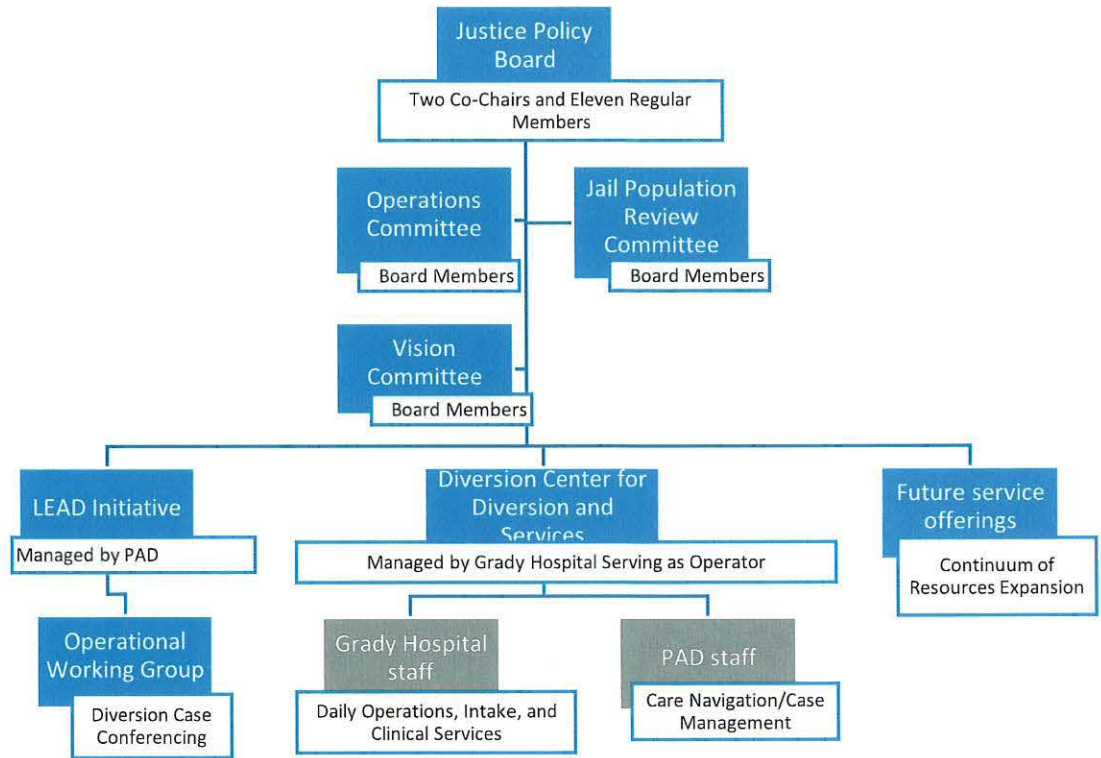 Justice Policy
Board
Two Co-Chairs and Eleven Regular
Members
Operations
Committee
Board Members
Jail Population
Review
Committee
Board Members
Vision
Committee
Board Members
LEAD Initiative
Managed by PAD
Diversion Center for
Diversion and
Services
Managed by Grady Hospital Serving as Operator
Future service
offerings
Continuum of
Resources Expansion
Operational
Working Group
Diversion Case
Conferencing
Grady Hospital
staff
Daily Operations, Intake, and
Clinical Services
PAD staff
Care Navigation/Case
Management